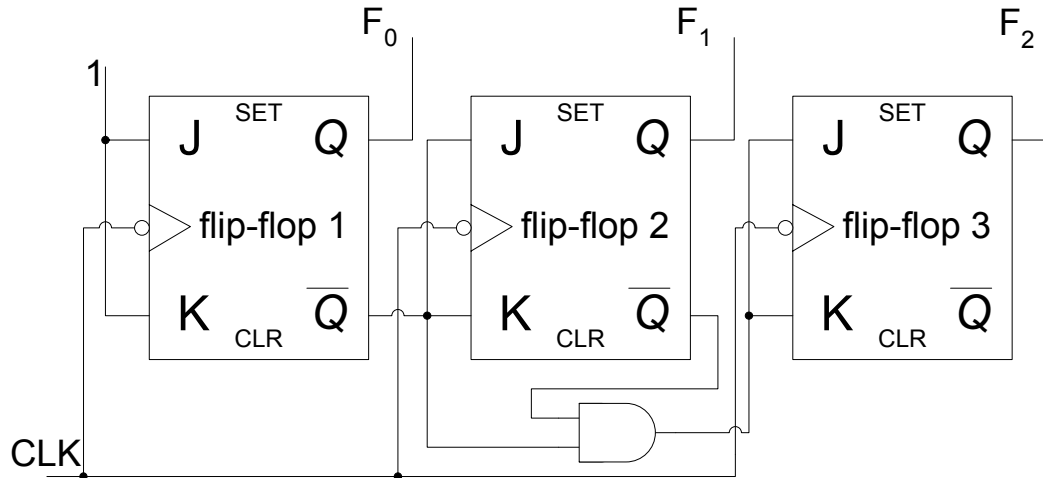 F0
F1
F2
1
SET
J
Q
flip-flop 1
K
Q̅
CLR
SET
J
Q
flip-flop 2
K
Q̅
CLR
SET
J
Q
flip-flop 3
K
Q̅
CLR
CLK